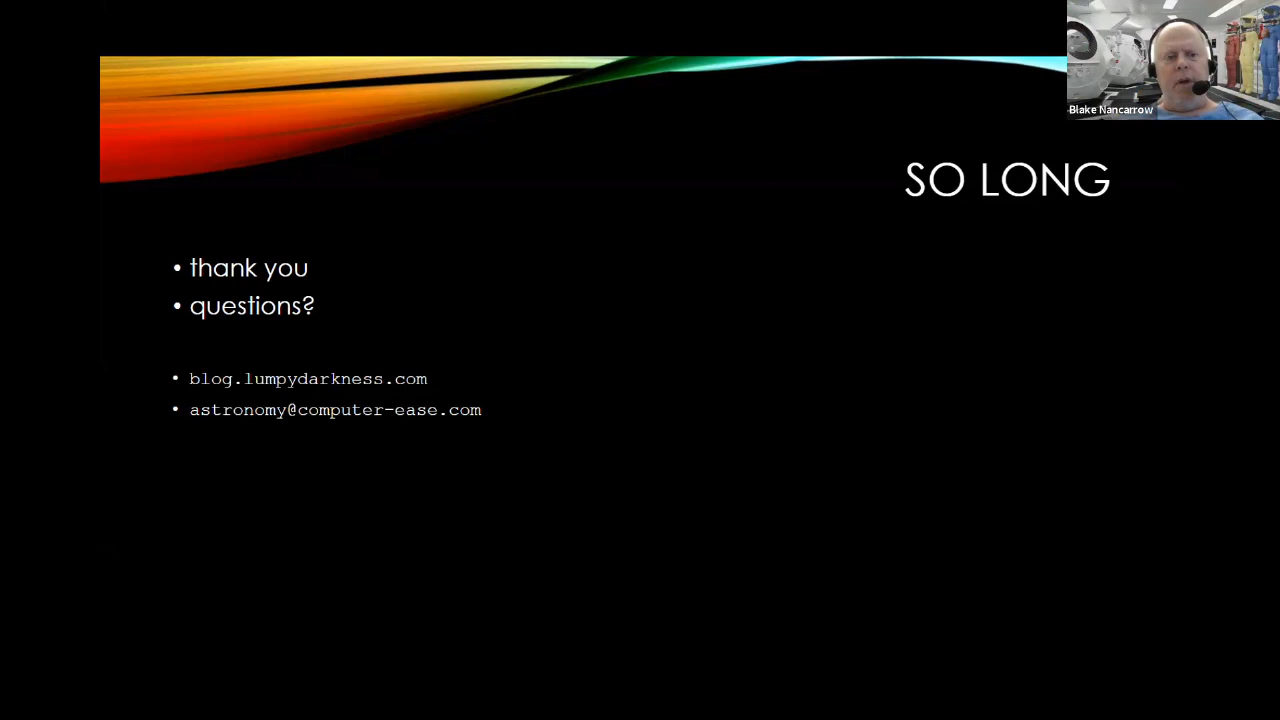 Blake Nancarrow
SO LONG
• thank you
• questions?
• blog.lumpydarkness.com
• astronomy@computer-ease.com